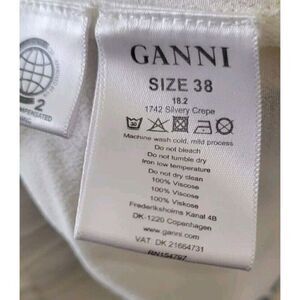 GANNI
SIZE 38
18.2
1742 Silvery Crepe
Machine wash cold, mild process
Do not bleach
Do not tumble dry
Iron low temperature
Do not dry clean
100% Viscose
100% Viscose
100% Viscose
Frederiksholms Kanal 4B
DK-1220 Copenhagen
www.ganni.com
VAT DK 21664731
RN154797
2